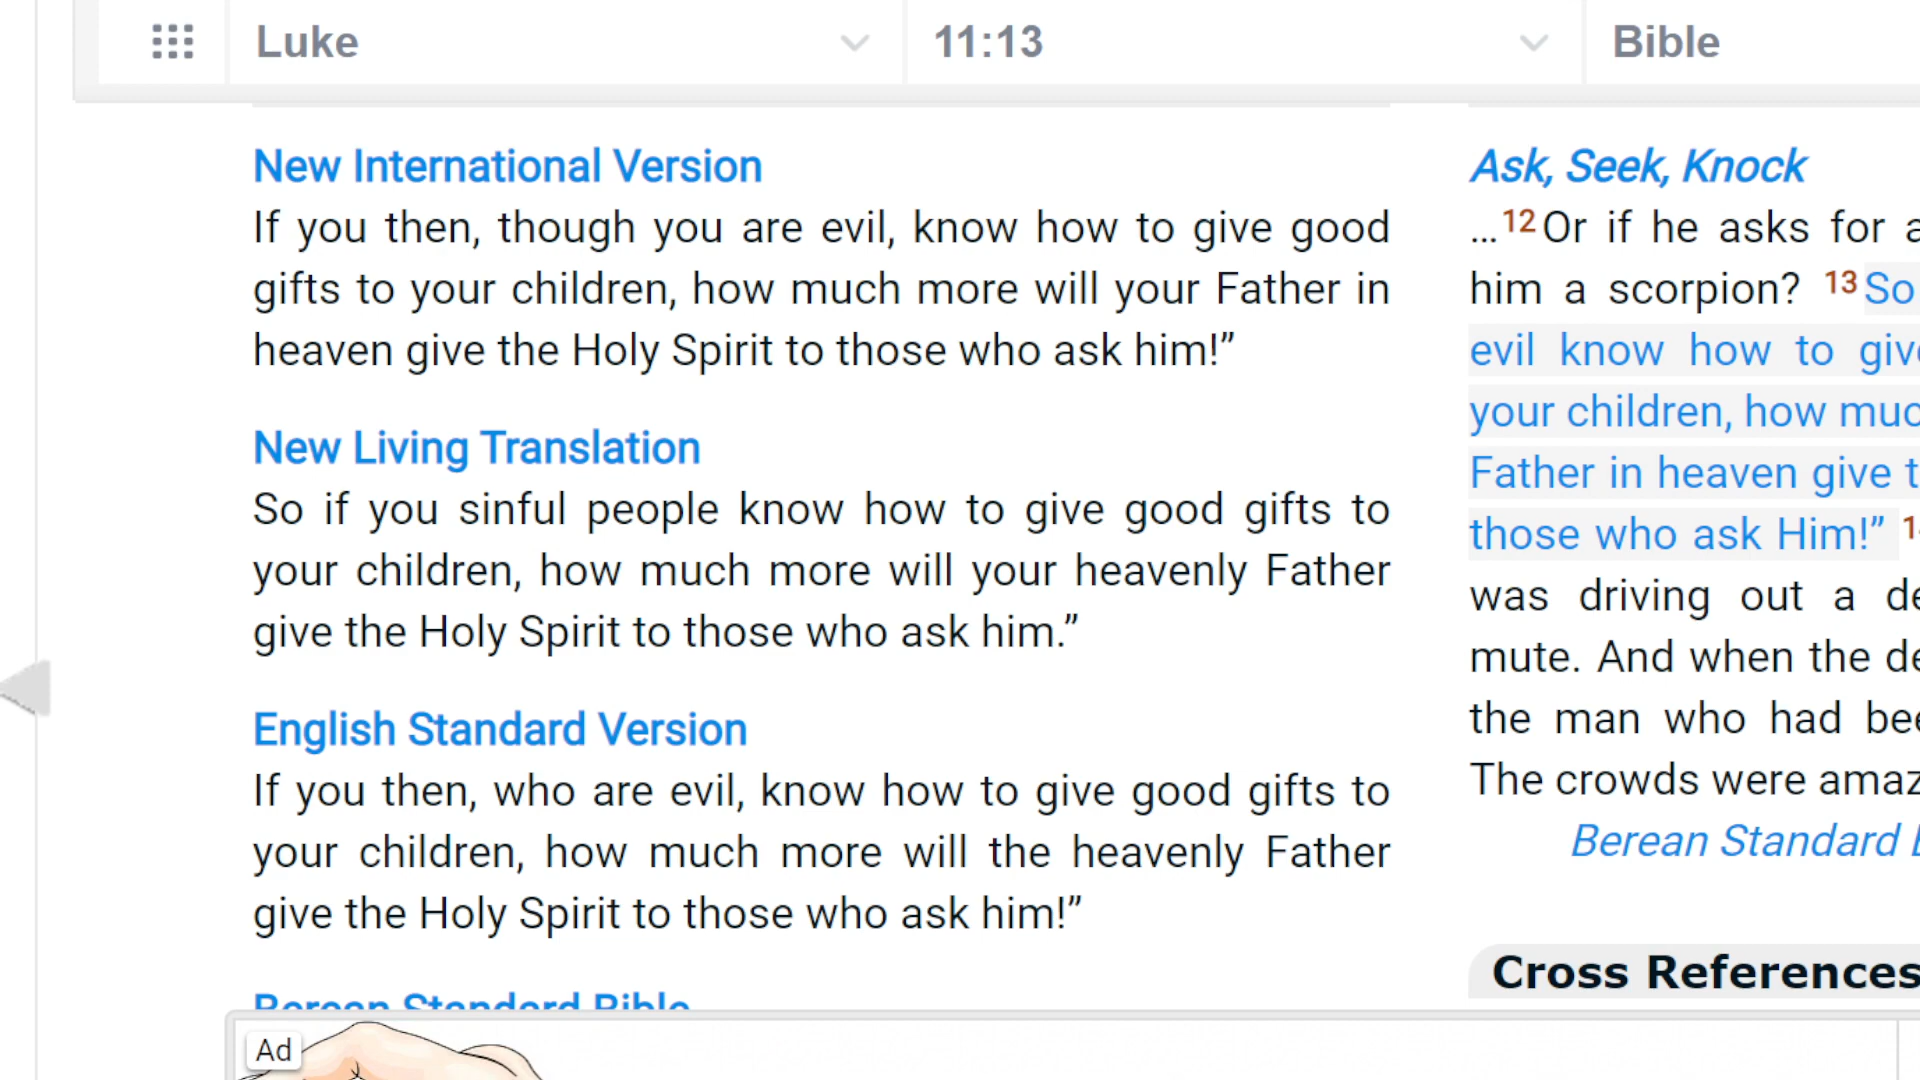 Luke
11:13
Bible
New International Version
If you then, though you are evil, know how to give good
gifts to your children, how much more will your Father in
heaven give the Holy Spirit to those who ask him!”
New Living Translation
So if you sinful people know how to give good gifts to
your children, how much more will your heavenly Father
give the Holy Spirit to those who ask him.”
English Standard Version
If you then, who are evil, know how to give good gifts to
your children, how much more will the heavenly Father
give the Holy Spirit to those who ask him!”
Berean Standard Bible
Ad
Ask, Seek, Knock
…12 Or if he asks for a
him a scorpion? 13 So
evil know how to
your children, how
Father in heaven give
those who ask Him!”
was driving out a
mute. And when the
the man who had
The crowds were
Berean Standard
Cross References